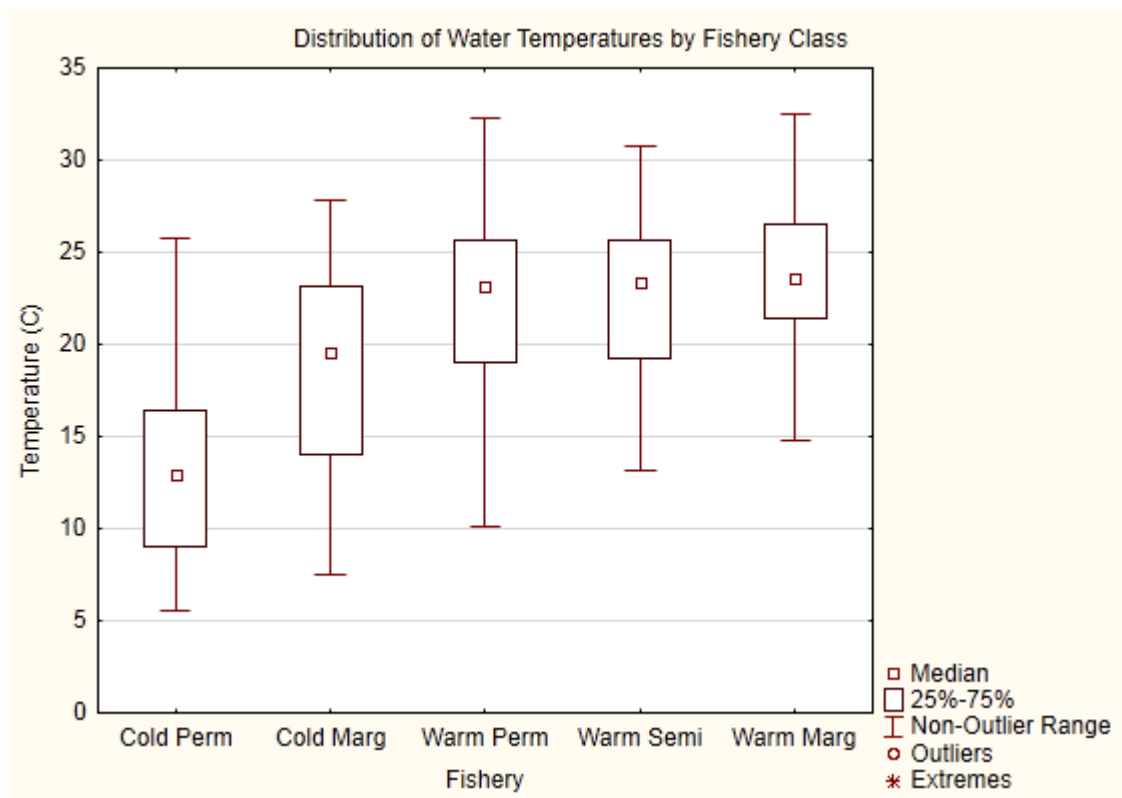 Distribution of Water Temperatures by Fishery Class
35
30
25
20
15
10
5
0
Temperature (C)
Cold Perm Cold Marg Warm Perm Warm Semi Warm Marg
Fishery
Median
25%-75%
Non-Outlier Range
Outliers
Extremes